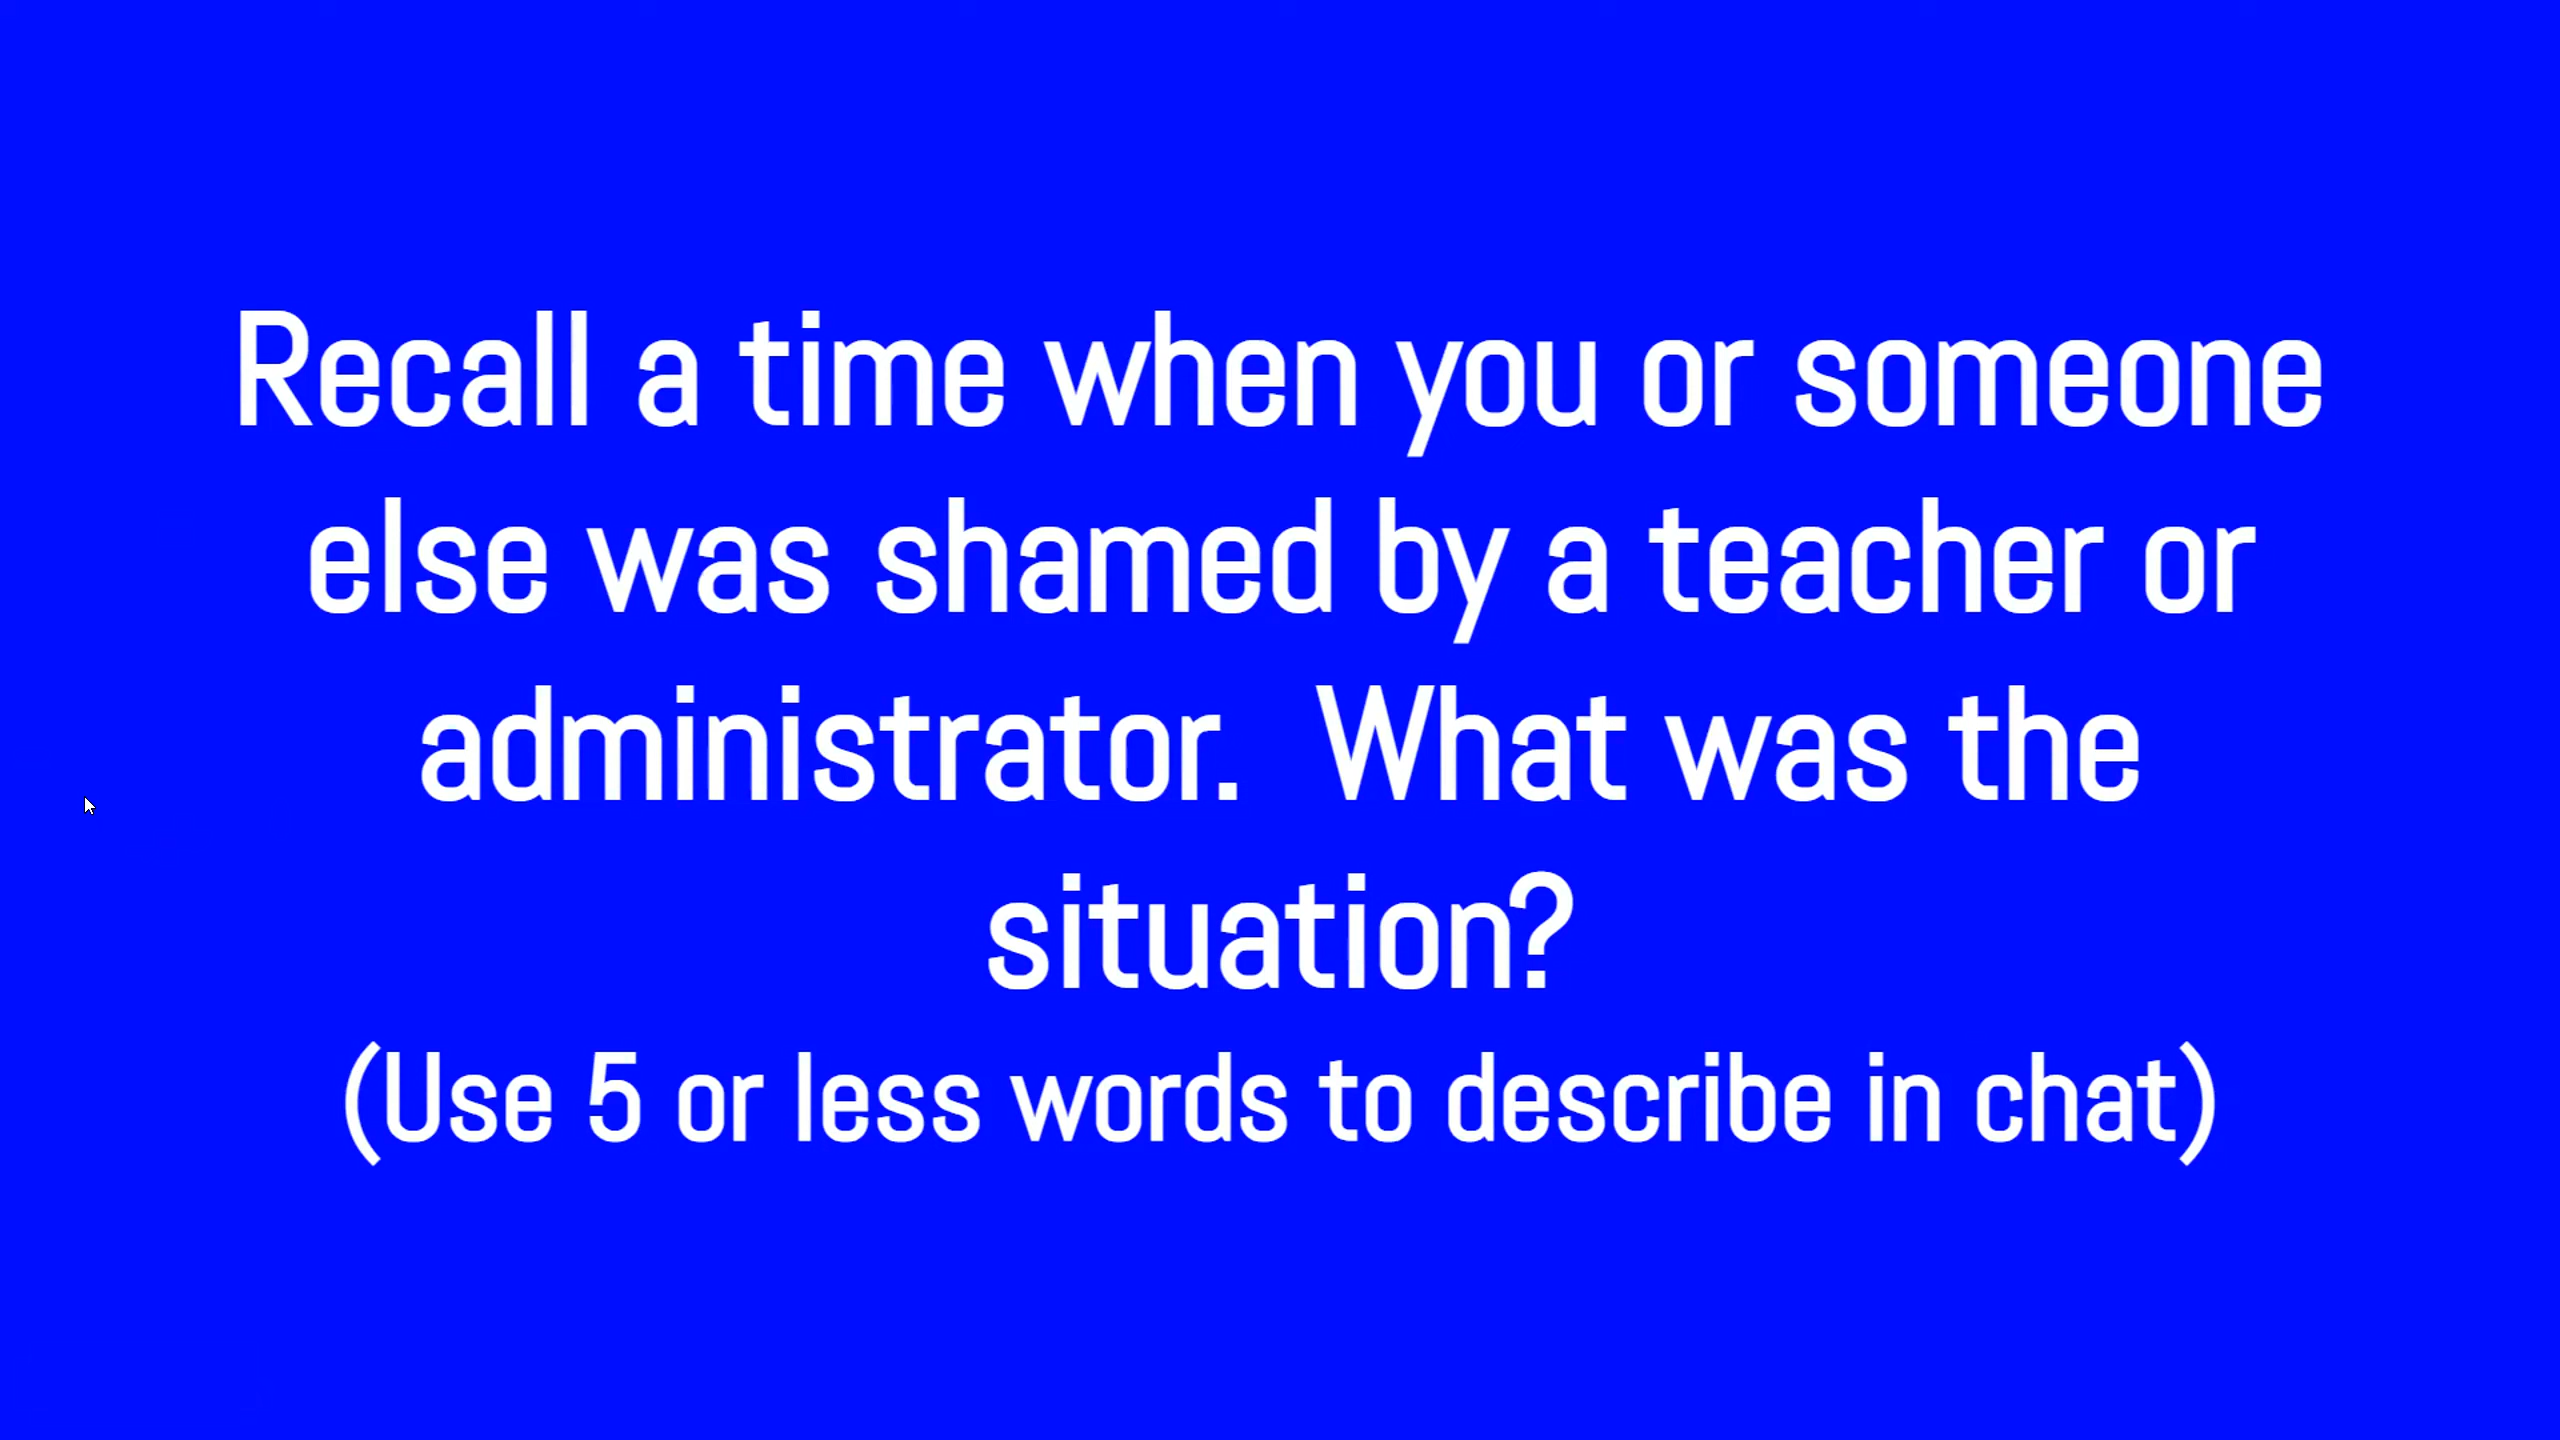 Recall a time when you or someone
else was shamed by a teacher or
administrator.  What was the
situation?
(Use 5 or less words to describe in chat)